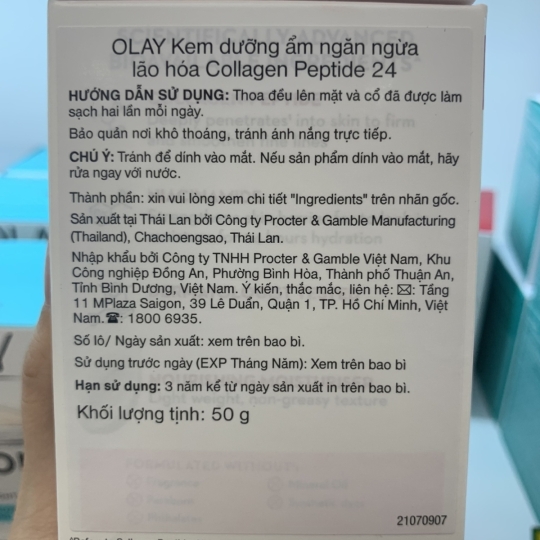 OLAY Kem dưỡng ẩm ngăn ngừa
lão hóa Collagen Peptide 24
HƯỚNG DẪN SỬ DỤNG: Thoa đều lên mặt và cổ đã được làm
sạch hai lần mỗi ngày.
Bảo quản nơi khô thoáng, tránh ánh nắng trực tiếp.
CHÚ Ý: Tránh để dính vào mắt. Nếu sản phẩm dính vào mắt, hãy
rửa ngay với nước.
Thành phần: xin vui lòng xem chi tiết "Ingredients" trên nhãn gốc.
Sản xuất tại Thái Lan bởi Công ty Procter & Gamble Manufacturing
(Thailand), Chachoengsao, Thái Lan.
Nhập khẩu bởi Công ty TNHH Procter & Gamble Việt Nam, Khu
Công nghiệp Đồng An, Phường Bình Hòa, Thành phố Thuận An,
Tỉnh Bình Dương, Việt Nam. Ý kiến, thắc mắc, liên hệ: ✉: Tầng
11 MPlaza Saigon, 39 Lê Duẩn, Quận 1, TP. Hồ Chí Minh, Việt
Nam.☎: 1800 6935.
Số lô/ Ngày sản xuất: xem trên bao bì.
Sử dụng trước ngày (EXP Tháng Năm): Xem trên bao bì
Hạn sử dụng: 3 năm kể từ ngày sản xuất in trên bao bì.
Khối lượng tịnh: 50 g
FORMULATED WITHOUT:
21070907